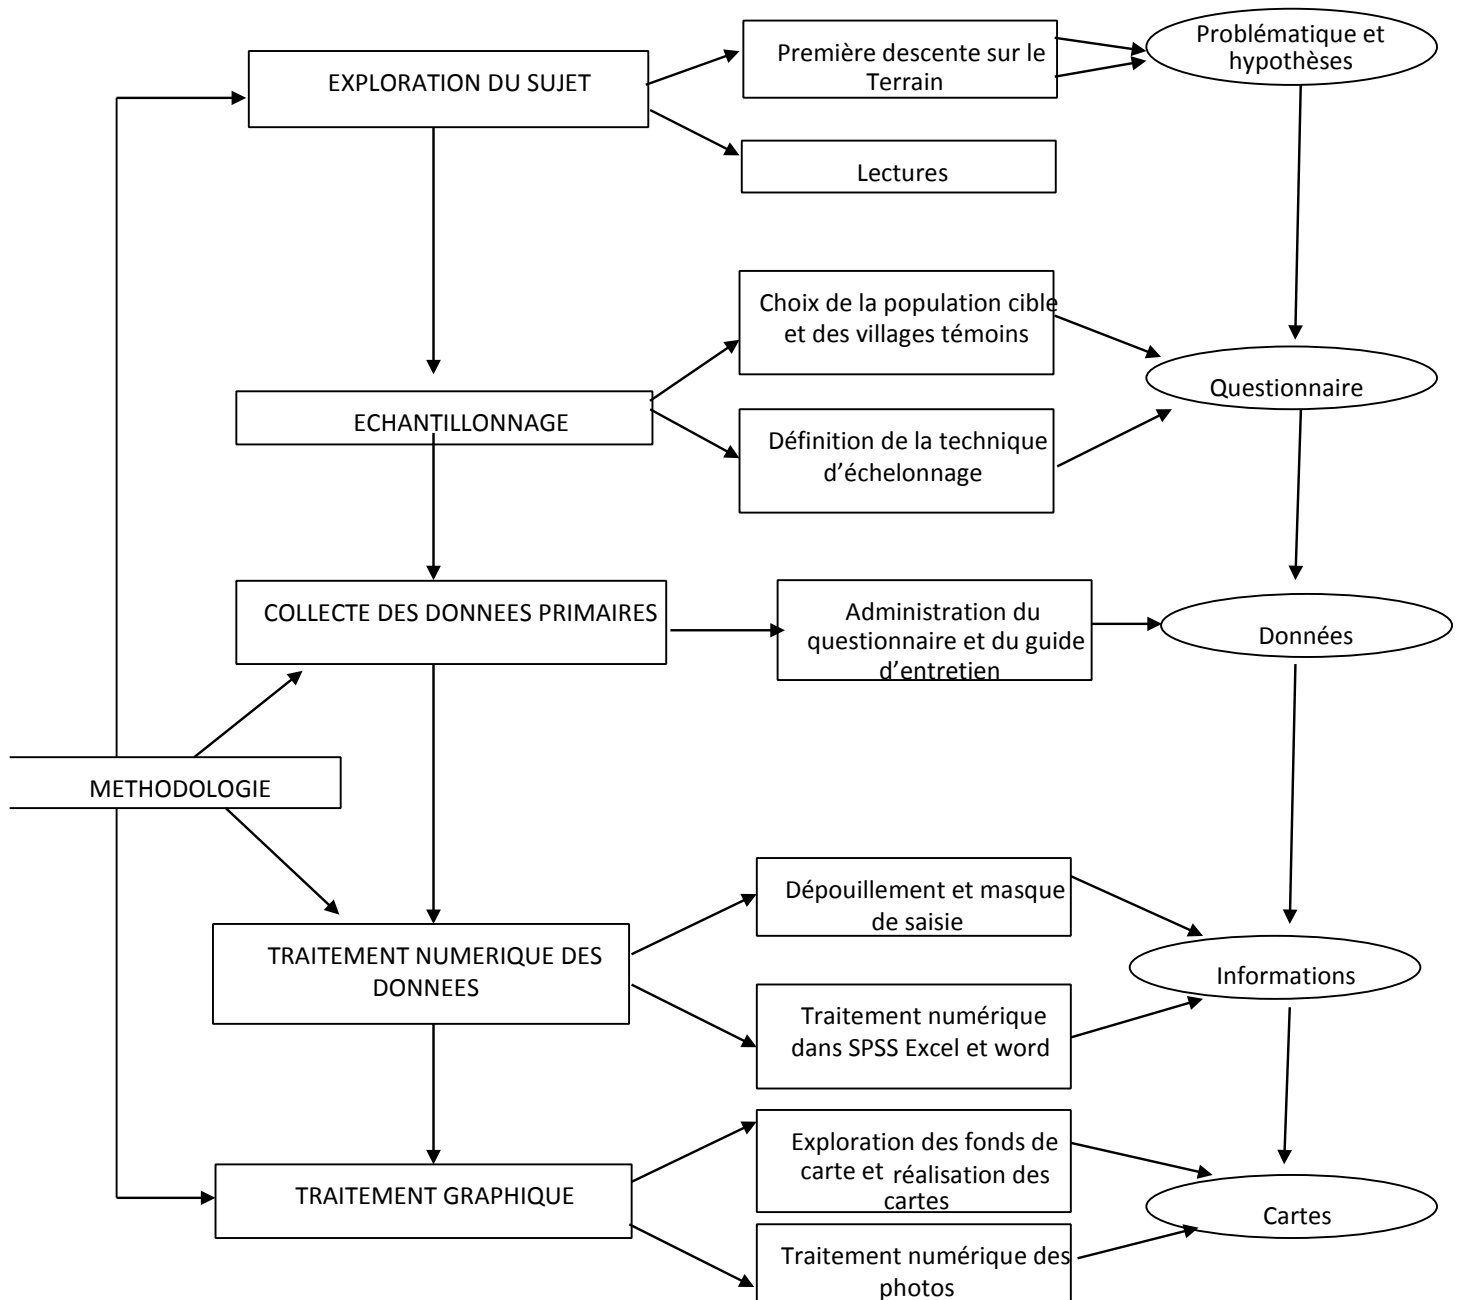 Problématique et
hypothèses
Première descente sur le
Terrain
EXPLORATION DU SUJET
Lectures
Choix de la population cible
et des villages témoins
Questionnaire
ECHANTILLONNAGE
Définition de la technique
d’échelonnage
COLLECTE DES DONNEES PRIMAIRES
Administration du
questionnaire et du guide
d’entretien
Données
METHODOLOGIE
Dépouillement et masque
de saisie
TRAITEMENT NUMERIQUE DES
DONNEES
Informations
Traitement numérique
dans SPSS Excel et word
Exploration des fonds de
carte et réalisation des
cartes
TRAITEMENT GRAPHIQUE
Cartes
Traitement numérique des
photos